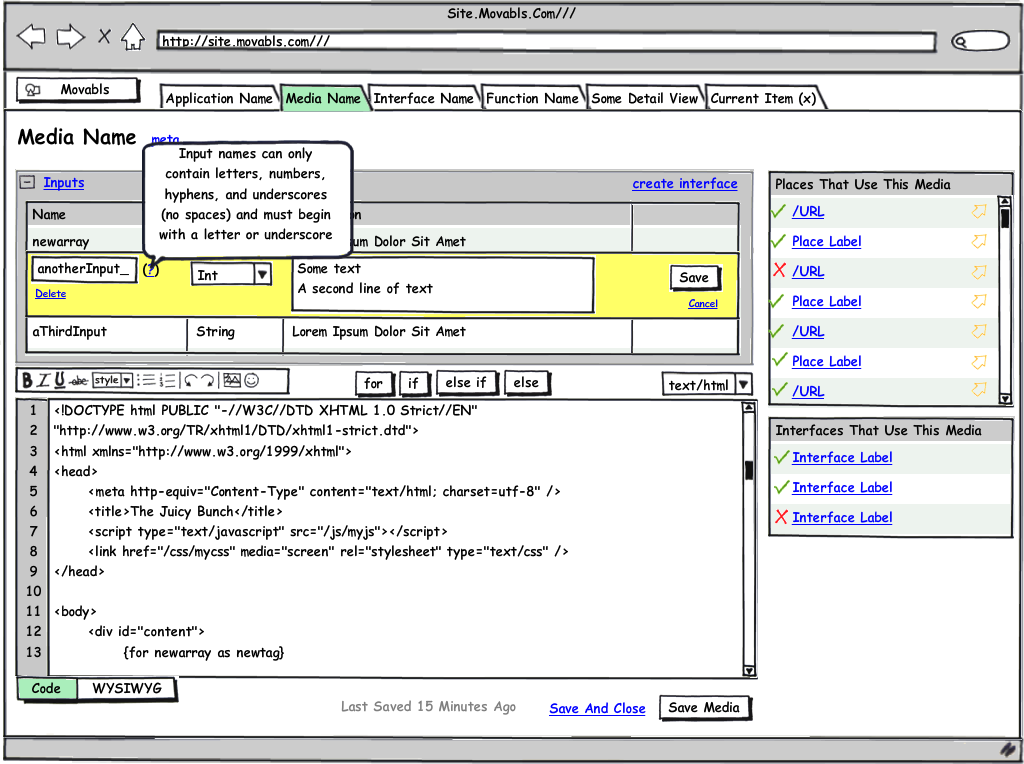 Site.Movabls.Com///
http://site.movabls.com///
Movabls
Application Name
Media Name
Interface Name
Function Name
Some Detail View
Current Item (x)
Media Name
meta
Input names can only
contain letters, numbers,
hyphens, and underscores
(no spaces) and must begin
with a letter or underscore
Inputs
create interface
Name
newarray
Ipsum Dolor Sit Amet
anotherInput_
(?)
Int
Some text
A second line of text
Save
Delete
Cancel
aThirdInput
String
Lorem Ipsum Dolor Sit Amet
B I U abc style
for
if
else if
else
text/html
1 <!DOCTYPE html PUBLIC "-//W3C//DTD XHTML 1.0 Strict//EN"
2 "http://www.w3.org/TR/xhtml1/DTD/xhtml1-strict.dtd">
3 <html xmlns="http://www.w3.org/1999/xhtml">
4 <head>
5 <meta http-equiv="Content-Type" content="text/html; charset=utf-8" />
6 <title>The Juicy Bunch</title>
7 <script type="text/javascript" src="/js/myjs"></script>
8 <link href="/css/mycss" media="screen" rel="stylesheet" type="text/css" />
9 </head>
10
11 <body>
12 <div id="content">
13 {for newarray as newtag}
Code
WYSIWYG
Last Saved 15 Minutes Ago
Save And Close
Save Media
Places That Use This Media
/URL
Place Label
/URL
Place Label
/URL
Place Label
/URL
Interfaces That Use This Media
Interface Label
Interface Label
Interface Label